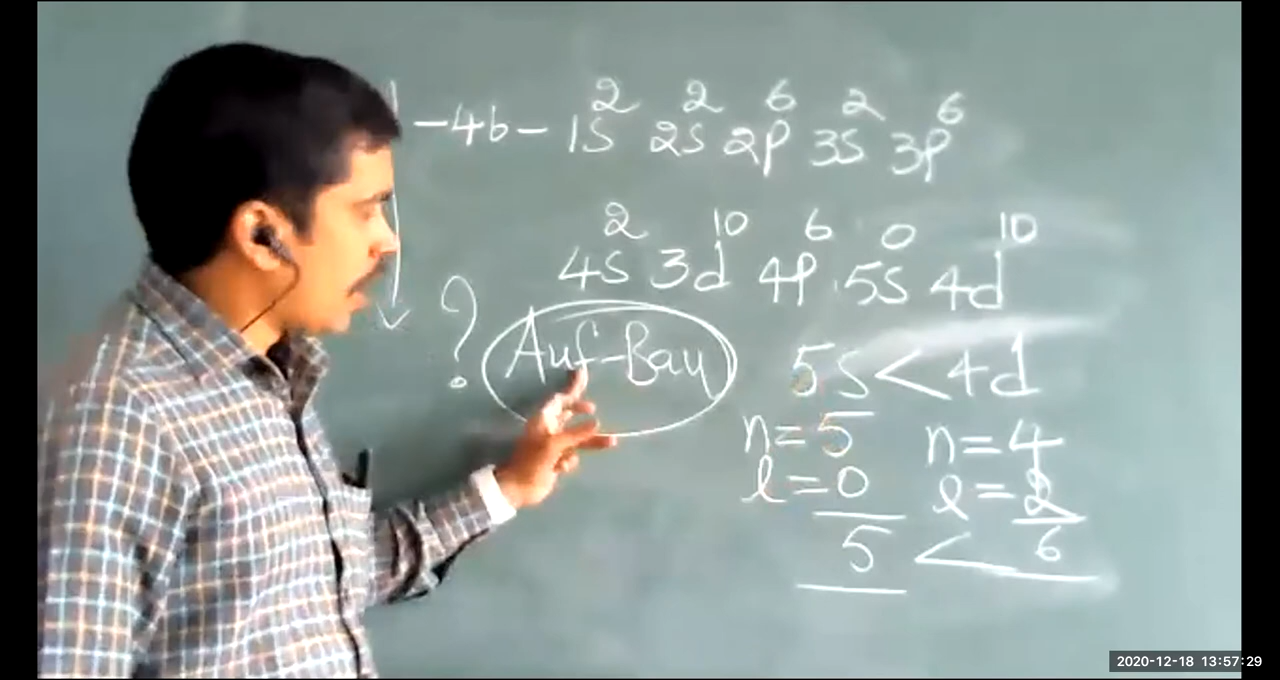 -46- 1s² 2s² 2p⁶ 3s² 3p⁶
4s² 3d¹⁰ 4p⁶ 5s⁰ 4d¹⁰
? Auf-Bau
5s < 4d
n=5 n=4
l=0 l=2
5 < 6
2020-12-18 13:57:29